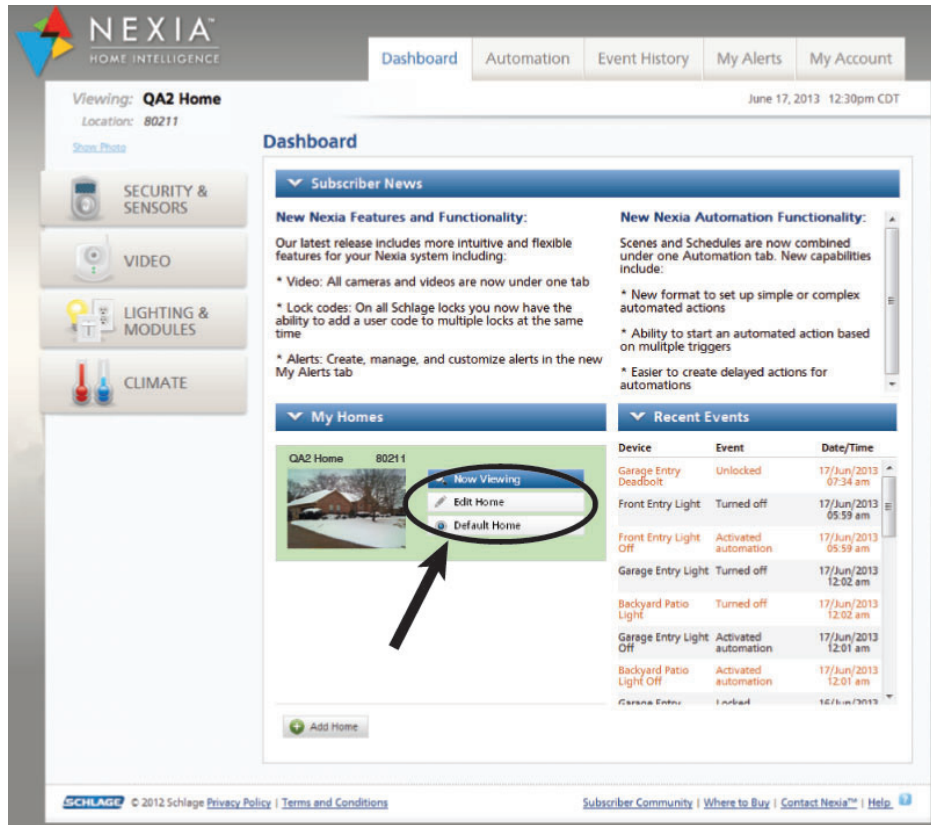 NEXIA™
HOME INTELLIGENCE
Dashboard
Automation
Event History
My Alerts
My Account
Viewing: QA2 Home
June 17, 2013 12:30pm CDT
Location: 80211
Show Photo
Dashboard
SECURITY &
SENSORS
VIDEO
LIGHTING &
MODULES
CLIMATE
Subscriber News
New Nexia Features and Functionality:
Our latest release includes more intuitive and flexible
features for your Nexia system including:
* Video: All cameras and videos are now under one tab
* Lock codes: On all Schlage locks you now have the
ability to add a user code to multiple locks at the same
time
* Alerts: Create, manage, and customize alerts in the new
My Alerts tab
New Nexia Automation Functionality:
Scenes and Schedules are now combined
under one Automation tab. New capabilities
include:
* New format to set up simple or complex
automated actions
* Ability to start an automated action based
on mulitple triggers
* Easier to create delayed actions for
automations
My Homes
QA2 Home 80211
Now Viewing
Edit Home
Default Home
Add Home
Recent Events
Device Event Date/Time
Garage Entry Unlocked 17/Jun/2013
Deadbolt 07:34 am
Front Entry Light Turned off 17/Jun/2013
05:59 am
Front Entry Light Activated 17/Jun/2013
Off automation 05:59 am
Garage Entry Light Turned off 17/Jun/2013
12:02 am
Backyard Patio Turned off 17/Jun/2013
Light 12:02 am
Garage Entry Light Activated 17/Jun/2013
Off automation 12:01 am
Backyard Patio Activated 17/Jun/2013
Light Off automation 12:01 am
Garage Entry Locked 16/Jun/2013
SCHLAGE © 2012 Schlage Privacy Policy | Terms and Conditions
Subscriber Community | Where to Buy | Contact Nexia™ | Help ?